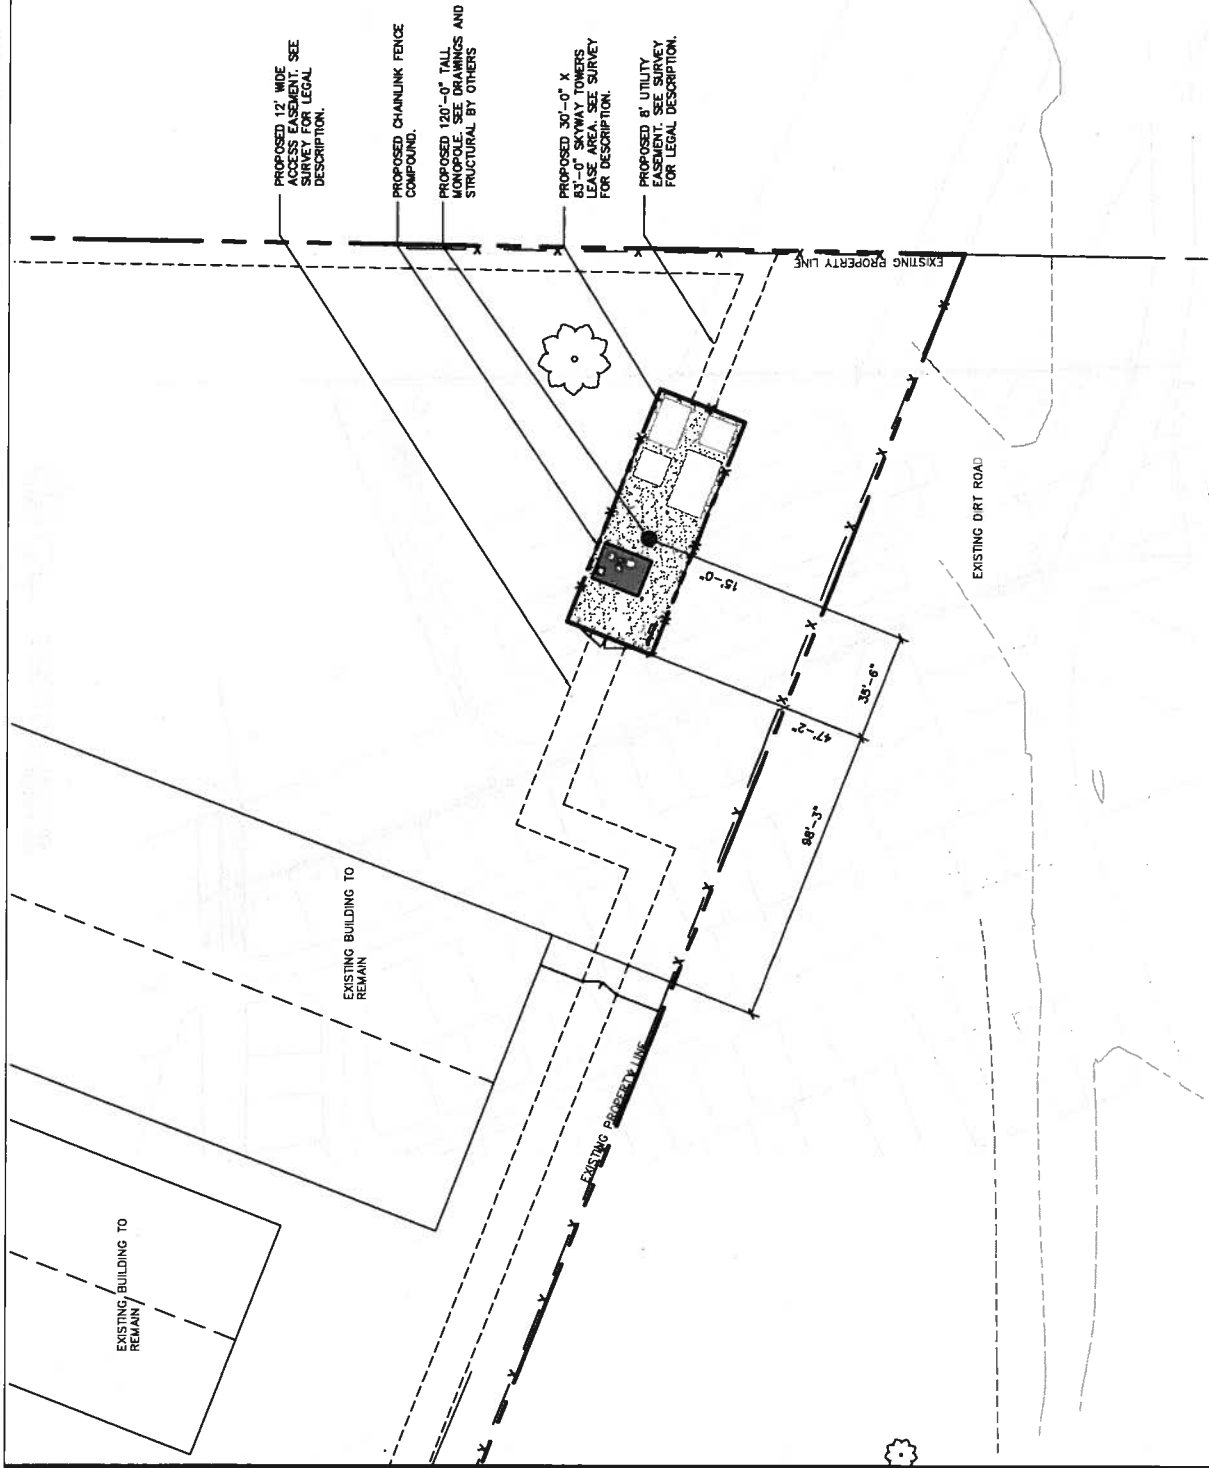 PROPOSED 12' WIDE
ACCESS EASEMENT. SEE
SURVEY FOR LEGAL
DESCRIPTION.
PROPOSED CHAINLINK FENCE
COMPOUND.
PROPOSED 120'-0" TALL
MONOPOLE. SEE DRAWINGS AND
STRUCTURAL BY OTHERS
PROPOSED 30'-0" X
83'-0" SKYWAY TOWERS
LEASE AREA. SEE SURVEY
FOR DESCRIPTION.
PROPOSED 8' UTILITY
EASEMENT. SEE SURVEY
FOR LEGAL DESCRIPTION.
EXISTING PROPERTY LINE
EXISTING DIRT ROAD
15'-0"
35'-6"
47'-2"
98'-3"
EXISTING BUILDING TO
REMAIN
EXISTING PROPERTY LINE
EXISTING BUILDING TO
REMAIN